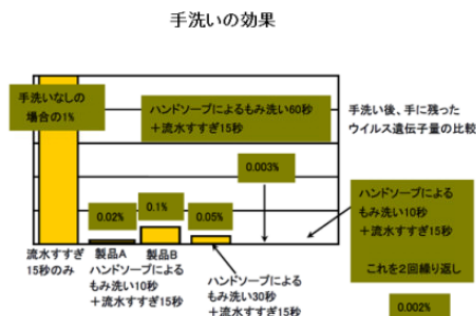 手洗いの効果
手洗いなしの
場合の1%
ハンドソープによるもみ洗い60秒
+流水すすぎ15秒
手洗い後、手に残った
ウイルス遺伝子量の比較
0.003%
0.02%
0.1%
0.05%
ハンドソープによる
もみ洗い10秒
+流水すすぎ15秒
これを2回繰り返し
流水すすぎ
15秒のみ
製品A 製品B
ハンドソープによる
もみ洗い10秒
+流水すすぎ15秒
ハンドソープによる
もみ洗い30秒
+流水すすぎ15秒
0.002%